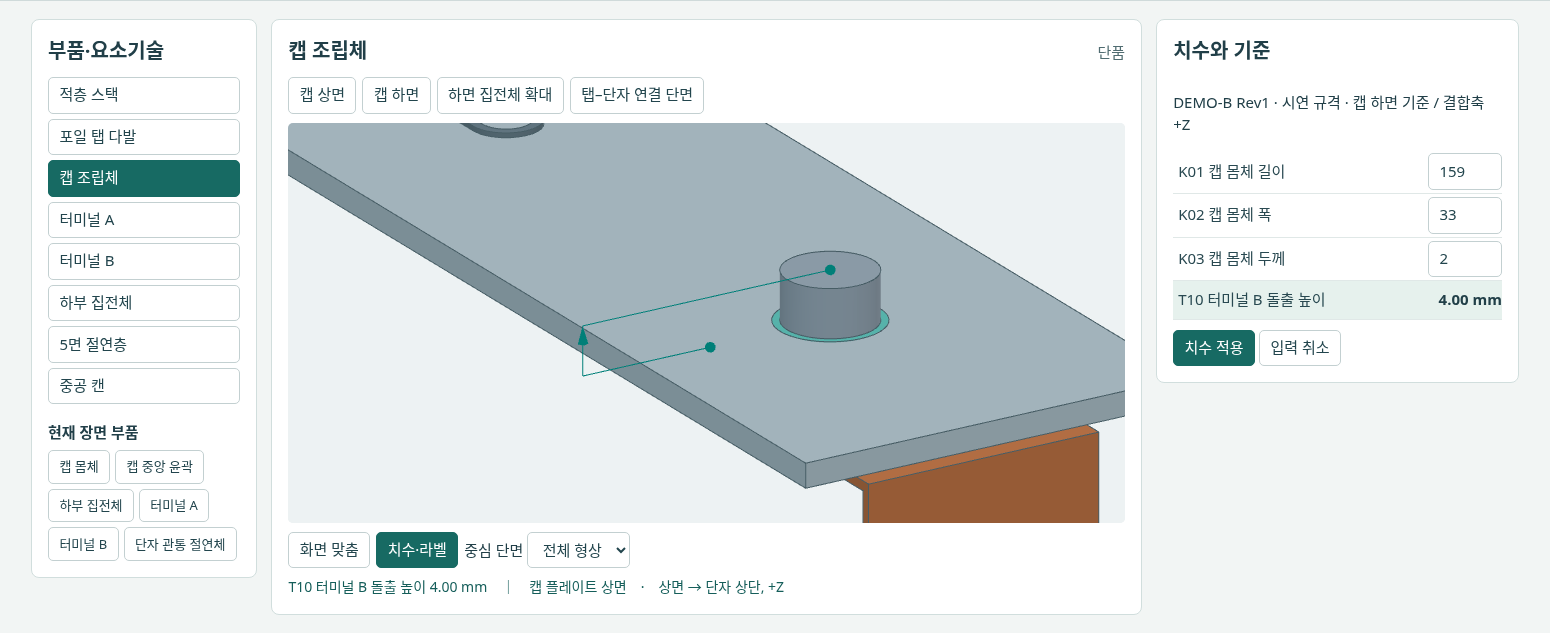 부품·요소기술
적층 스택
포일 탭 다발
캡 조립체
터미널 A
터미널 B
하부 집전체
5면 절연층
중공 캔
현재 장면 부품
캡 몸체
캡 중앙 윤곽
하부 집전체
터미널 A
터미널 B
단자 관통 절연체
캡 조립체
단품
캡 상면
캡 하면
하면 집전체 확대
탭–단자 연결 단면
화면 맞춤
치수·라벨
중심 단면
전체 형상
T10 터미널 B 돌출 높이 4.00 mm | 캡 플레이트 상면 · 상면 → 단자 상단, +Z
치수와 기준
DEMO-B Rev1 · 시연 규격 · 캡 하면 기준 / 결합축
+Z
K01 캡 몸체 길이 159
K02 캡 몸체 폭 33
K03 캡 몸체 두께 2
T10 터미널 B 돌출 높이 4.00 mm
치수 적용
입력 취소